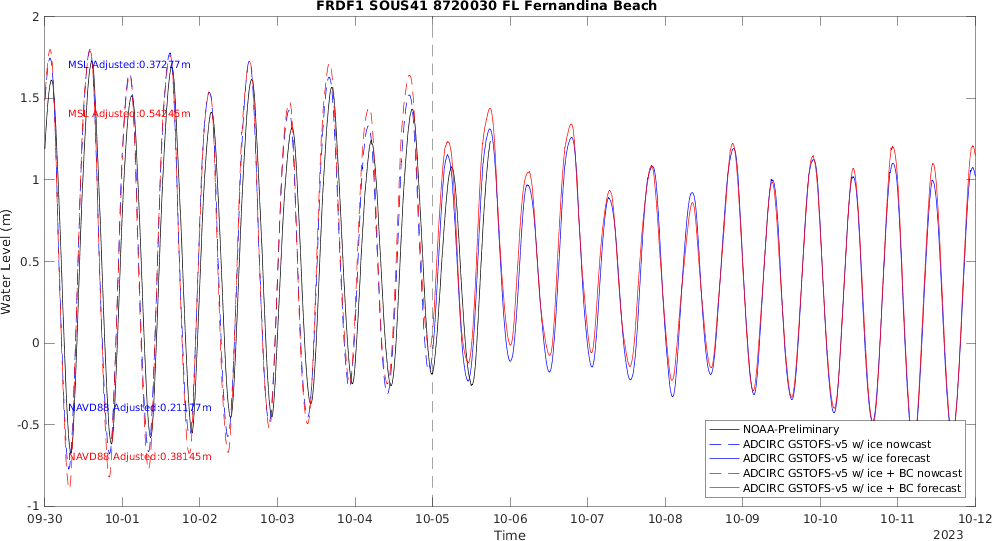 FRDF1 SOUS41 8720030 FL Fernandina Beach
2
1.5
1
0.5
0
-0.5
-1
Water Level (m)
MSL Adjusted:0.37277m
MSL Adjusted:0.54245m
NAVD88 Adjusted:0.21177m
NAVD88 Adjusted:0.38145m
NOAA-Preliminary
ADCIRC GSTOFS-v5 w/ ice nowcast
ADCIRC GSTOFS-v5 w/ ice forecast
ADCIRC GSTOFS-v5 w/ ice + BC nowcast
ADCIRC GSTOFS-v5 w/ ice + BC forecast
09-30 10-01 10-02 10-03 10-04 10-05 10-06 10-07 10-08 10-09 10-10 10-11 10-12
Time
2023